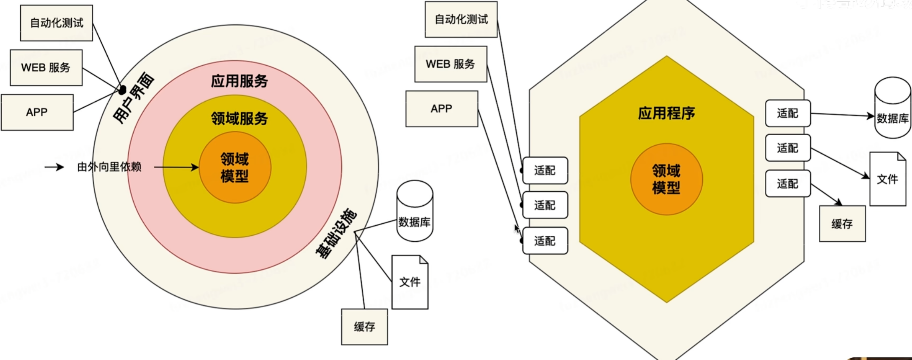 自动化测试
WEB 服务
APP
用户界面
应用服务
领域服务
领域
模型
由外向里依赖
基础设施
数据库
文件
缓存
自动化测试
WEB 服务
APP
适配
适配
适配
应用程序
领域
模型
适配
适配
适配
数据库
文件
缓存